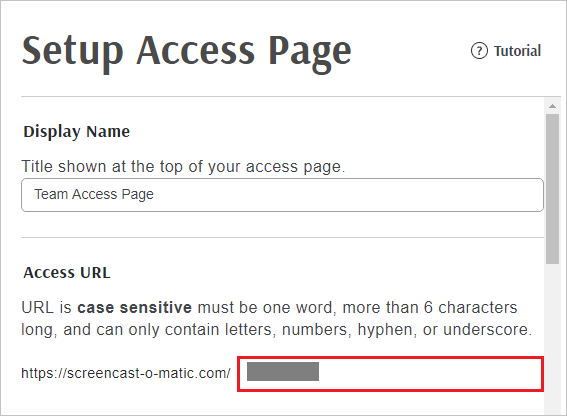 Setup Access Page
? Tutorial
Display Name
Title shown at the top of your access page.
Team Access Page
Access URL
URL is case sensitive must be one word, more than 6 characters
long, and can only contain letters, numbers, hyphen, or underscore.
https://screencast-o-matic.com/